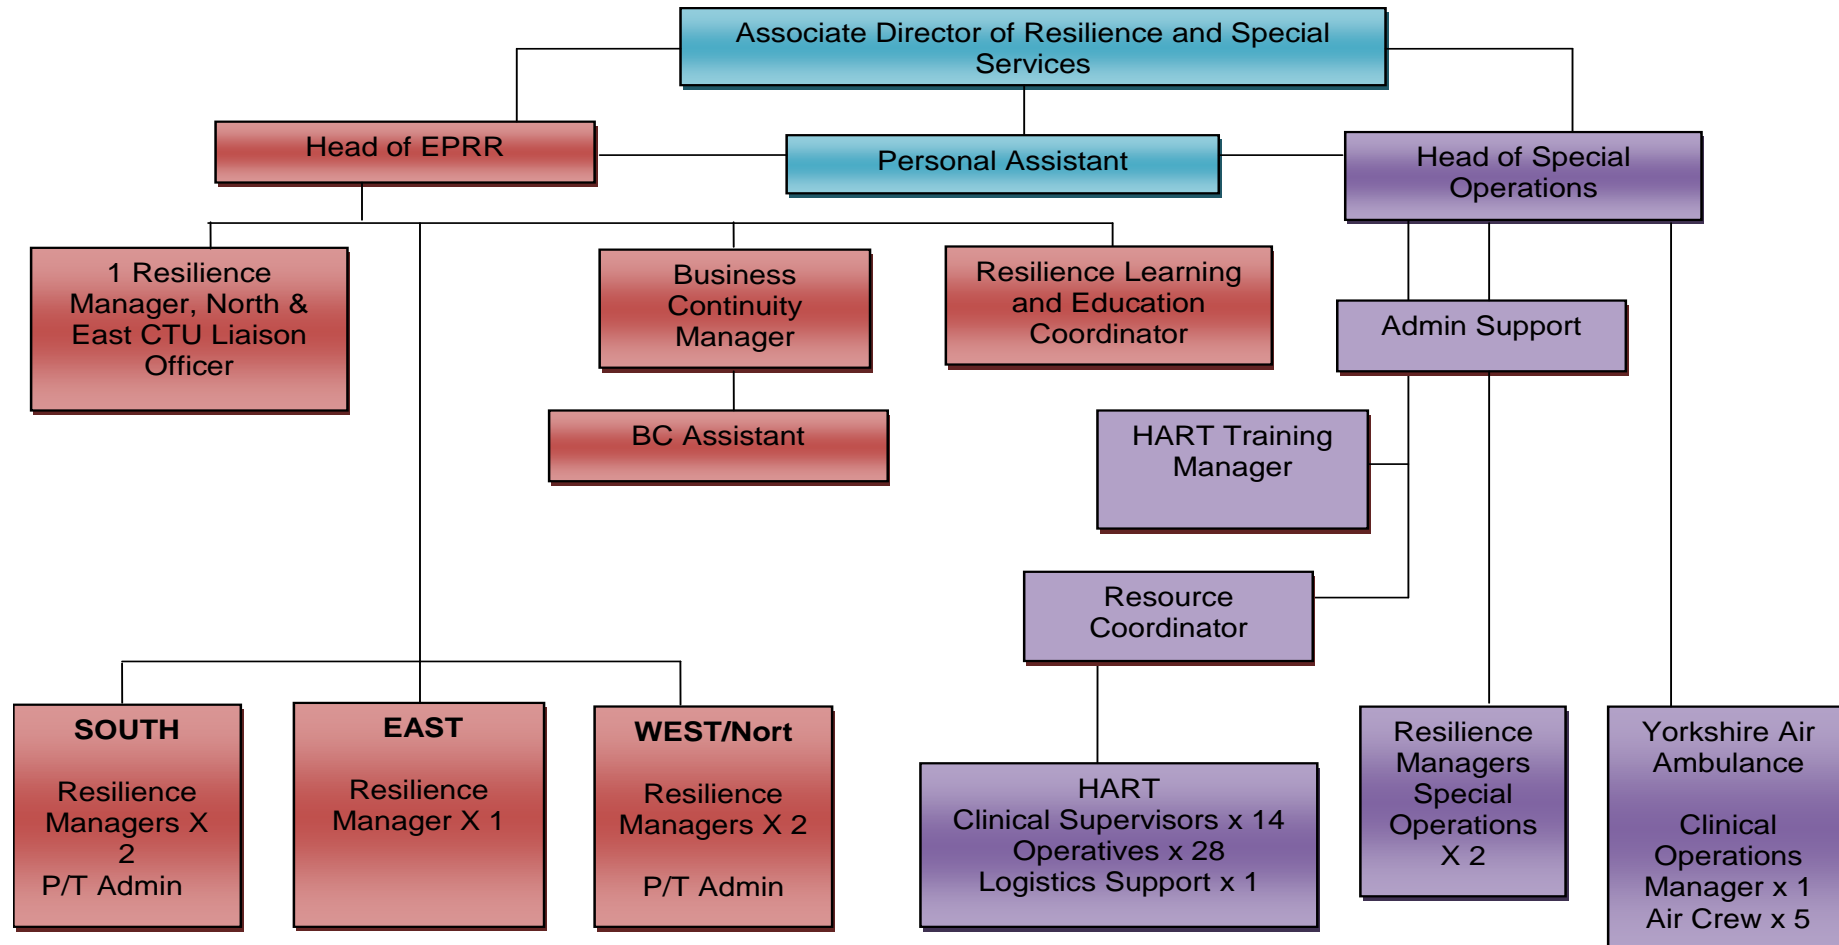 Associate Director of Resilience and Special
Services
Head of EPRR
Personal Assistant
Head of Special
Operations
1 Resilience
Manager, North &
East CTU Liaison
Officer
Business
Continuity
Manager
Resilience Learning
and Education
Coordinator
Admin Support
BC Assistant
HART Training
Manager
Resource
Coordinator
SOUTH
Resilience
Managers X
2
P/T Admin
EAST
Resilience
Manager X 1
WEST/Nort
Resilience
Managers X 2
P/T Admin
HART
Clinical Supervisors x 14
Operatives x 28
Logistics Support x 1
Resilience
Managers
Special
Operations
X 2
Yorkshire Air
Ambulance
Clinical
Operations
Manager x 1
Air Crew x 5